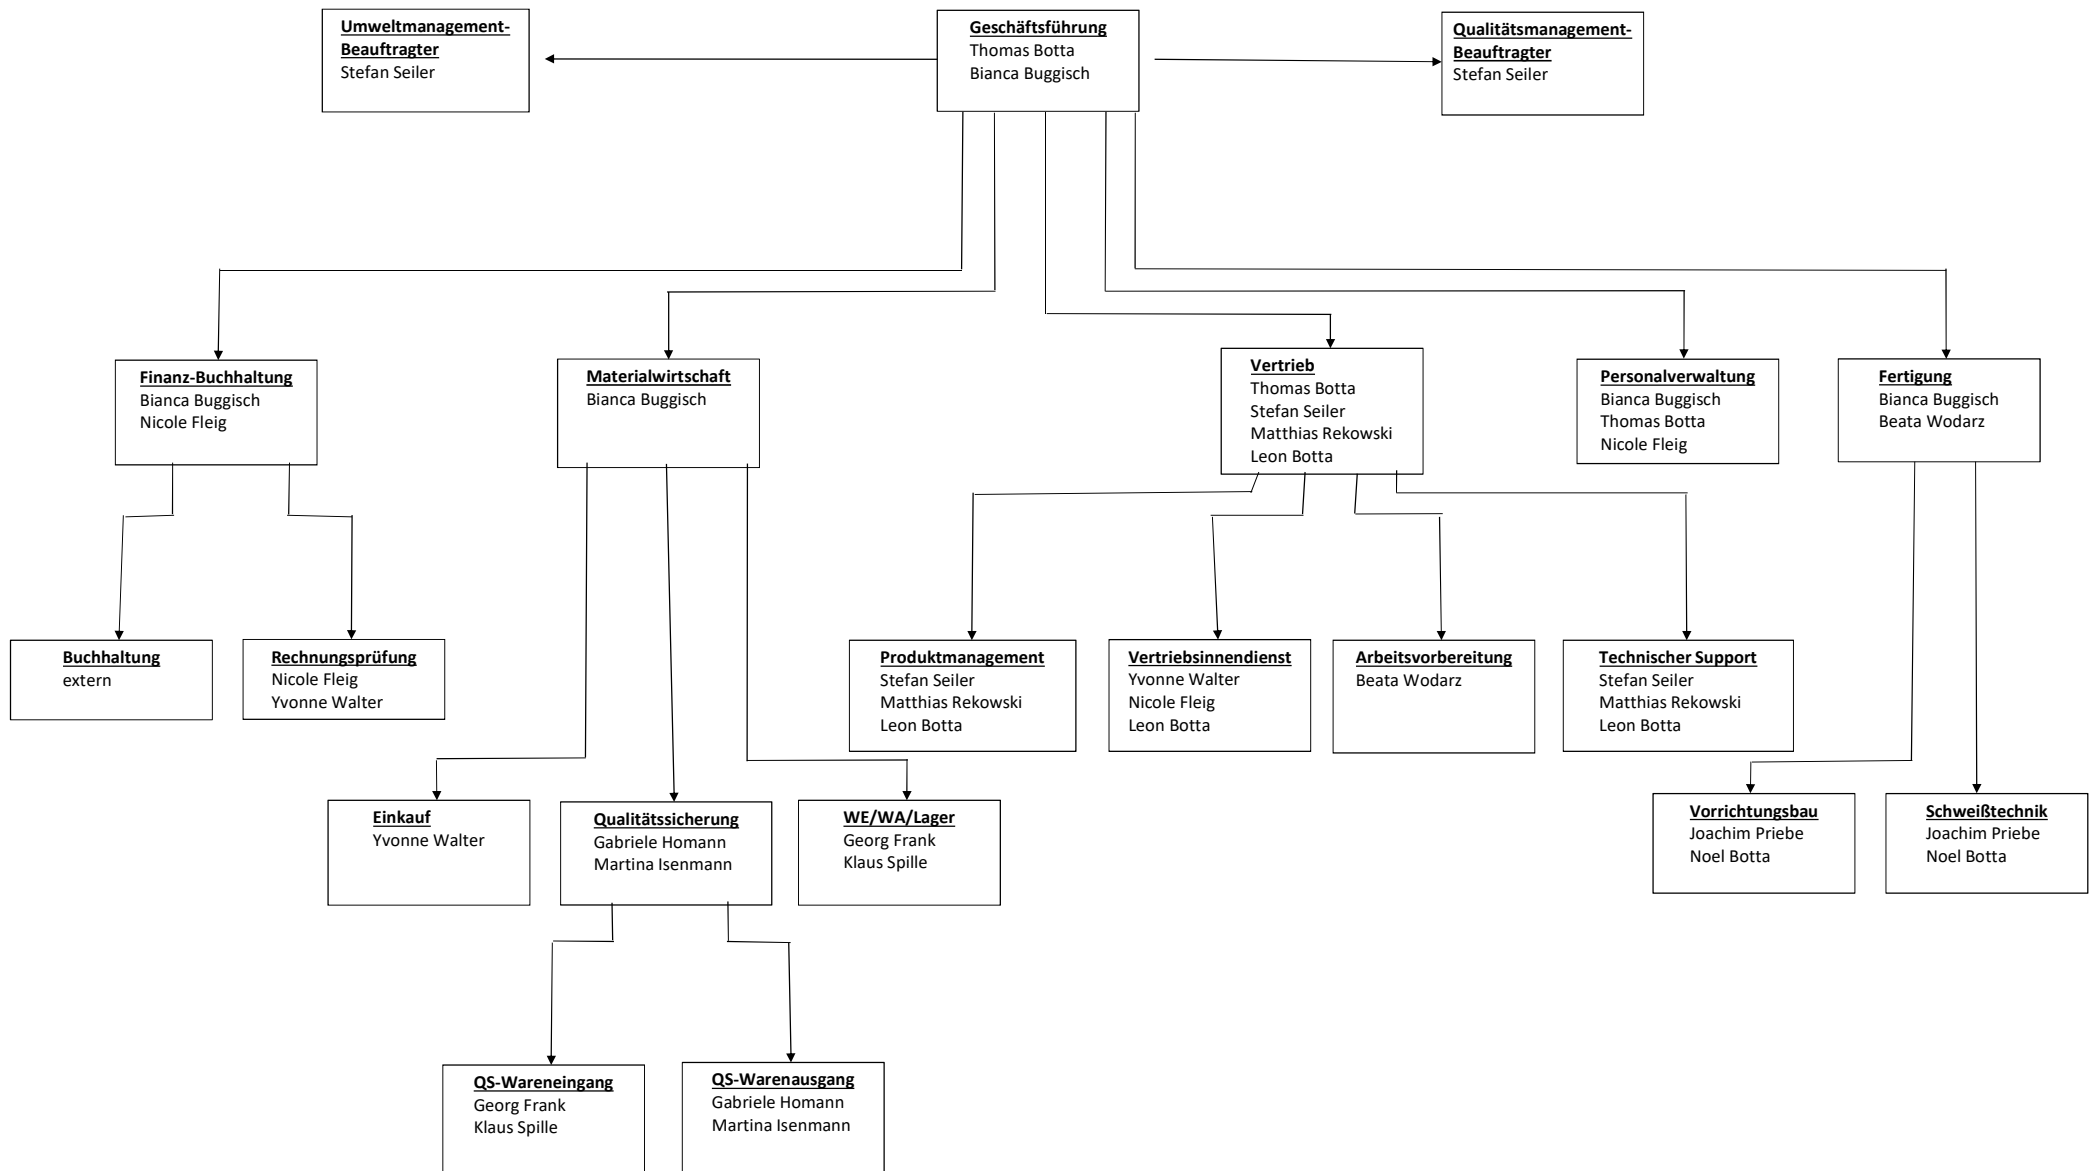 Umweltmanagement-
Beauftragter
Stefan Seiler
Geschäftsführung
Thomas Botta
Bianca Buggisch
Qualitätsmanagement-
Beauftragter
Stefan Seiler
Finanz-Buchhaltung
Bianca Buggisch
Nicole Fleig
Materialwirtschaft
Bianca Buggisch
Vertrieb
Thomas Botta
Stefan Seiler
Matthias Rekowski
Leon Botta
Personalverwaltung
Bianca Buggisch
Thomas Botta
Nicole Fleig
Fertigung
Bianca Buggisch
Beata Wodarz
Buchhaltung
extern
Rechnungsprüfung
Nicole Fleig
Yvonne Walter
Produktmanagement
Stefan Seiler
Matthias Rekowski
Leon Botta
Vertriebsinnendienst
Yvonne Walter
Nicole Fleig
Leon Botta
Arbeitsvorbereitung
Beata Wodarz
Technischer Support
Stefan Seiler
Matthias Rekowski
Leon Botta
Einkauf
Yvonne Walter
Qualitätssicherung
Gabriele Homann
Martina Isenmann
WE/WA/Lager
Georg Frank
Klaus Spille
Vorrichtungsbau
Joachim Priebe
Noel Botta
Schweißtechnik
Joachim Priebe
Noel Botta
QS-Wareneingang
Georg Frank
Klaus Spille
QS-Warenausgang
Gabriele Homann
Martina Isenmann